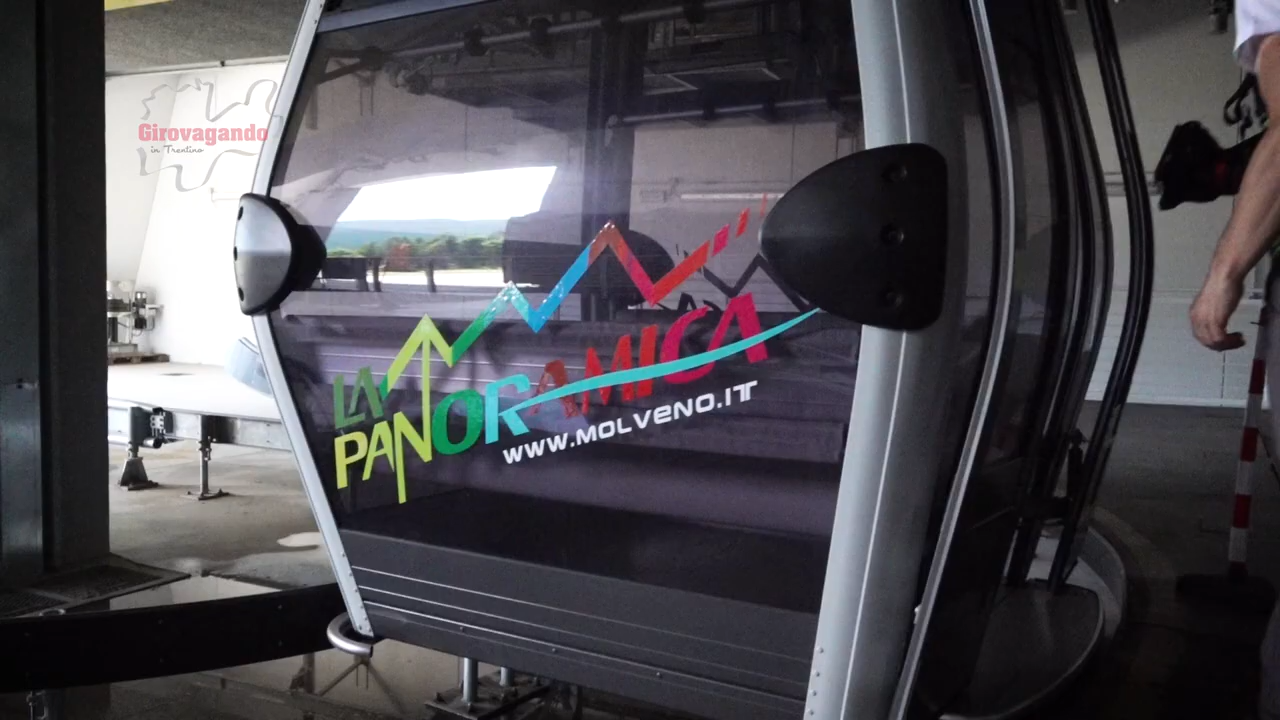 Girovagando
in Trentino
LA
PANORAMICA
WWW.MOLVENO.IT